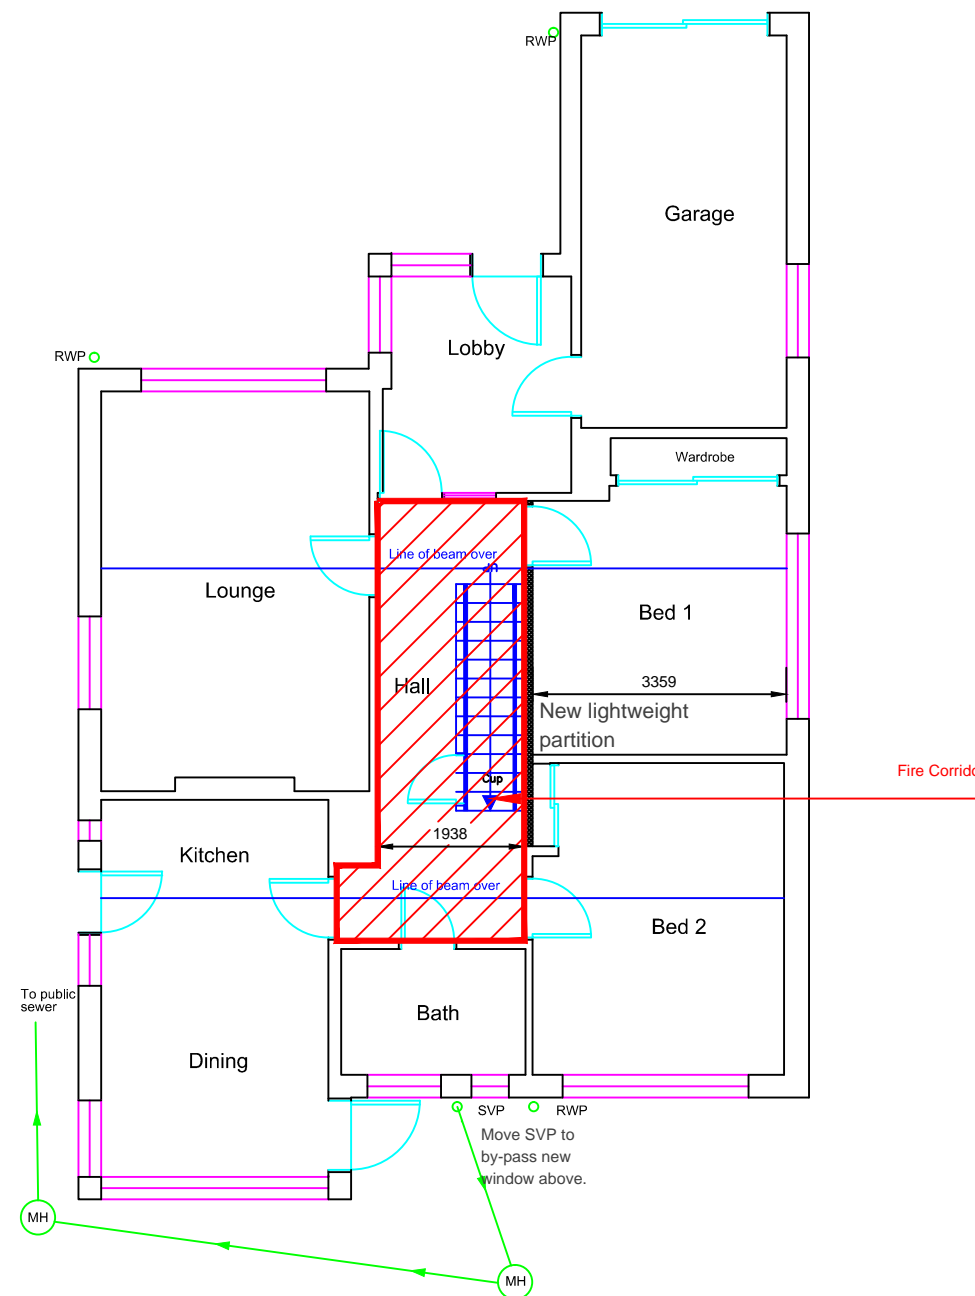 RWP
Garage
Lobby
RWP
Wardrobe
Line of beam over
UP
Lounge
Bed 1
Hall
3359
New lightweight
partition
Cup
Fire Corrido
1938
Kitchen
Line of beam over
Bed 2
To public
sewer
Bath
Dining
SVP
RWP
Move SVP to
by-pass new
window above.
MH
MH